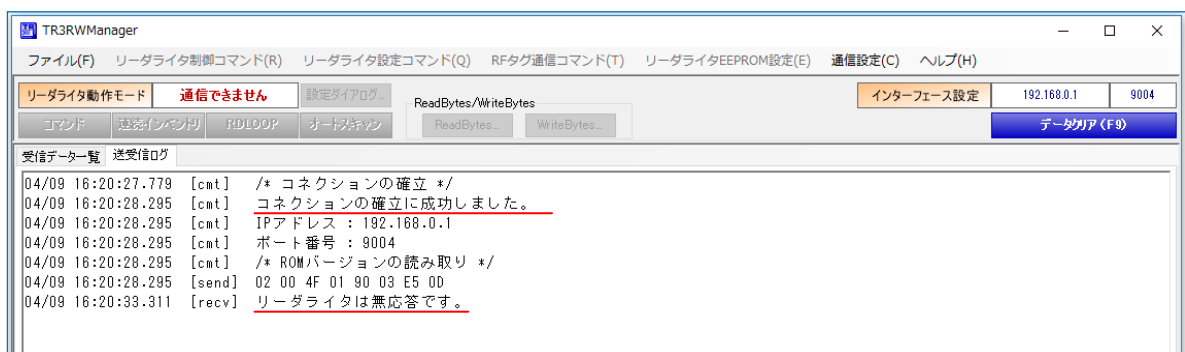 TR3RWManager
ファイル(F) リーダライタ制御コマンド(R) リーダライタ設定コマンド(Q) RFタグ通信コマンド(T) リーダライタEEPROM設定(E) 通信設定(C) ヘルプ(H)
リーダライタ動作モード 通信できません 設定ダイアログ... ReadBytes/WriteBytes インターフェース設定 192.168.0.1 9004
コマンド 連続インベントリ RDLOOP オートスキャン ReadBytes... WriteBytes... データクリア(F9)
受信データ一覧 送受信ログ
04/09 16:20:27.779 [cmt] /* コネクションの確立 */
04/09 16:20:28.295 [cmt] コネクションの確立に成功しました。
04/09 16:20:28.295 [cmt] IPアドレス : 192.168.0.1
04/09 16:20:28.295 [cmt] ポート番号 : 9004
04/09 16:20:28.295 [cmt] /* ROMバージョンの読み取り */
04/09 16:20:28.295 [send] 02 00 4F 01 90 03 E5 0D
04/09 16:20:33.311 [recv] リーダライタは無応答です。